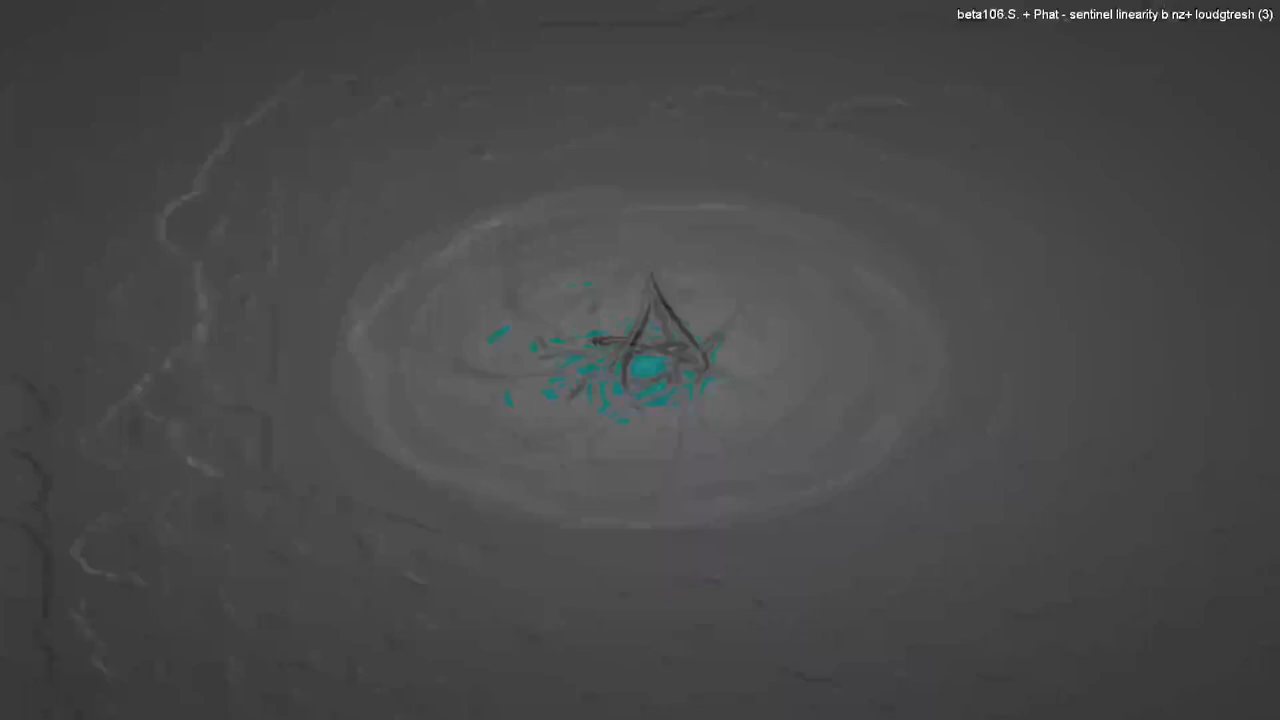 beta106.S. + Phat - sentinel linearity b nz+ loudgtresh (3)